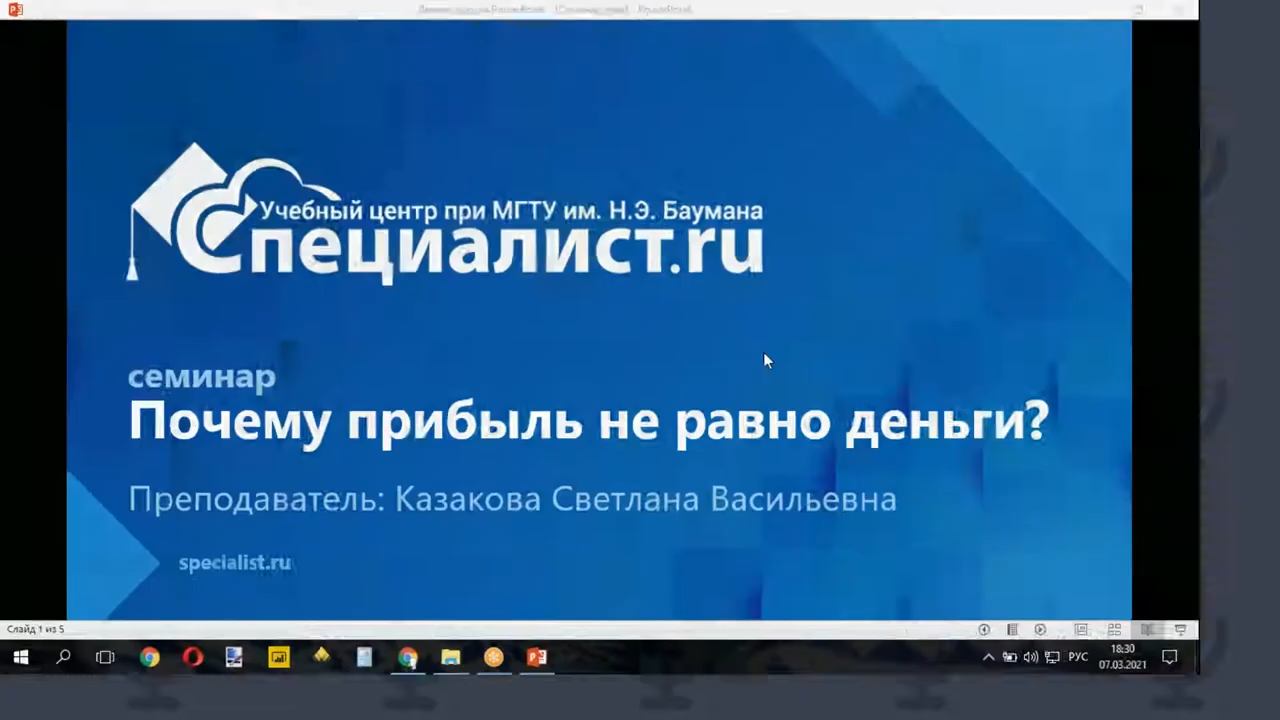 Учебный центр при МГТУ им. Н.Э. Баумана
Специалист.ru
семинар
Почему прибыль не равно деньги?
Преподаватель: Казакова Светлана Васильевна
specialist.ru
Слайд 1 из 5
РУС
18:30
07.03.2021